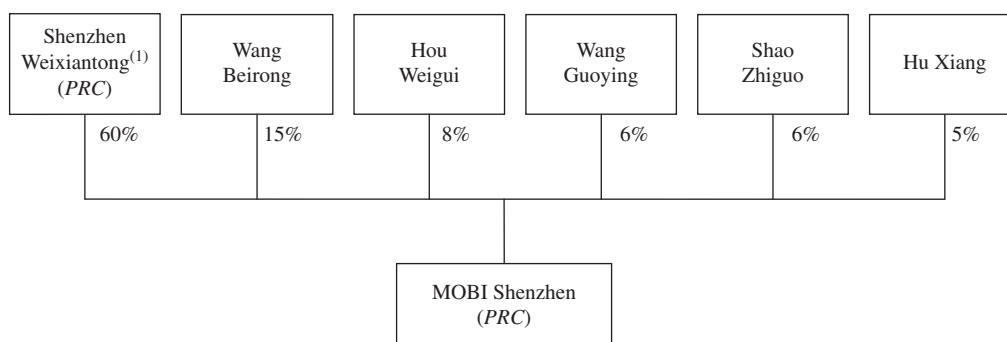 Shenzhen
Weixiantong(1)
(PRC)
Wang
Beirong
Hou
Weigui
Wang
Guoying
Shao
Zhiguo
Hu Xiang
60%
15%
8%
6%
6%
5%
MOBI Shenzhen
(PRC)